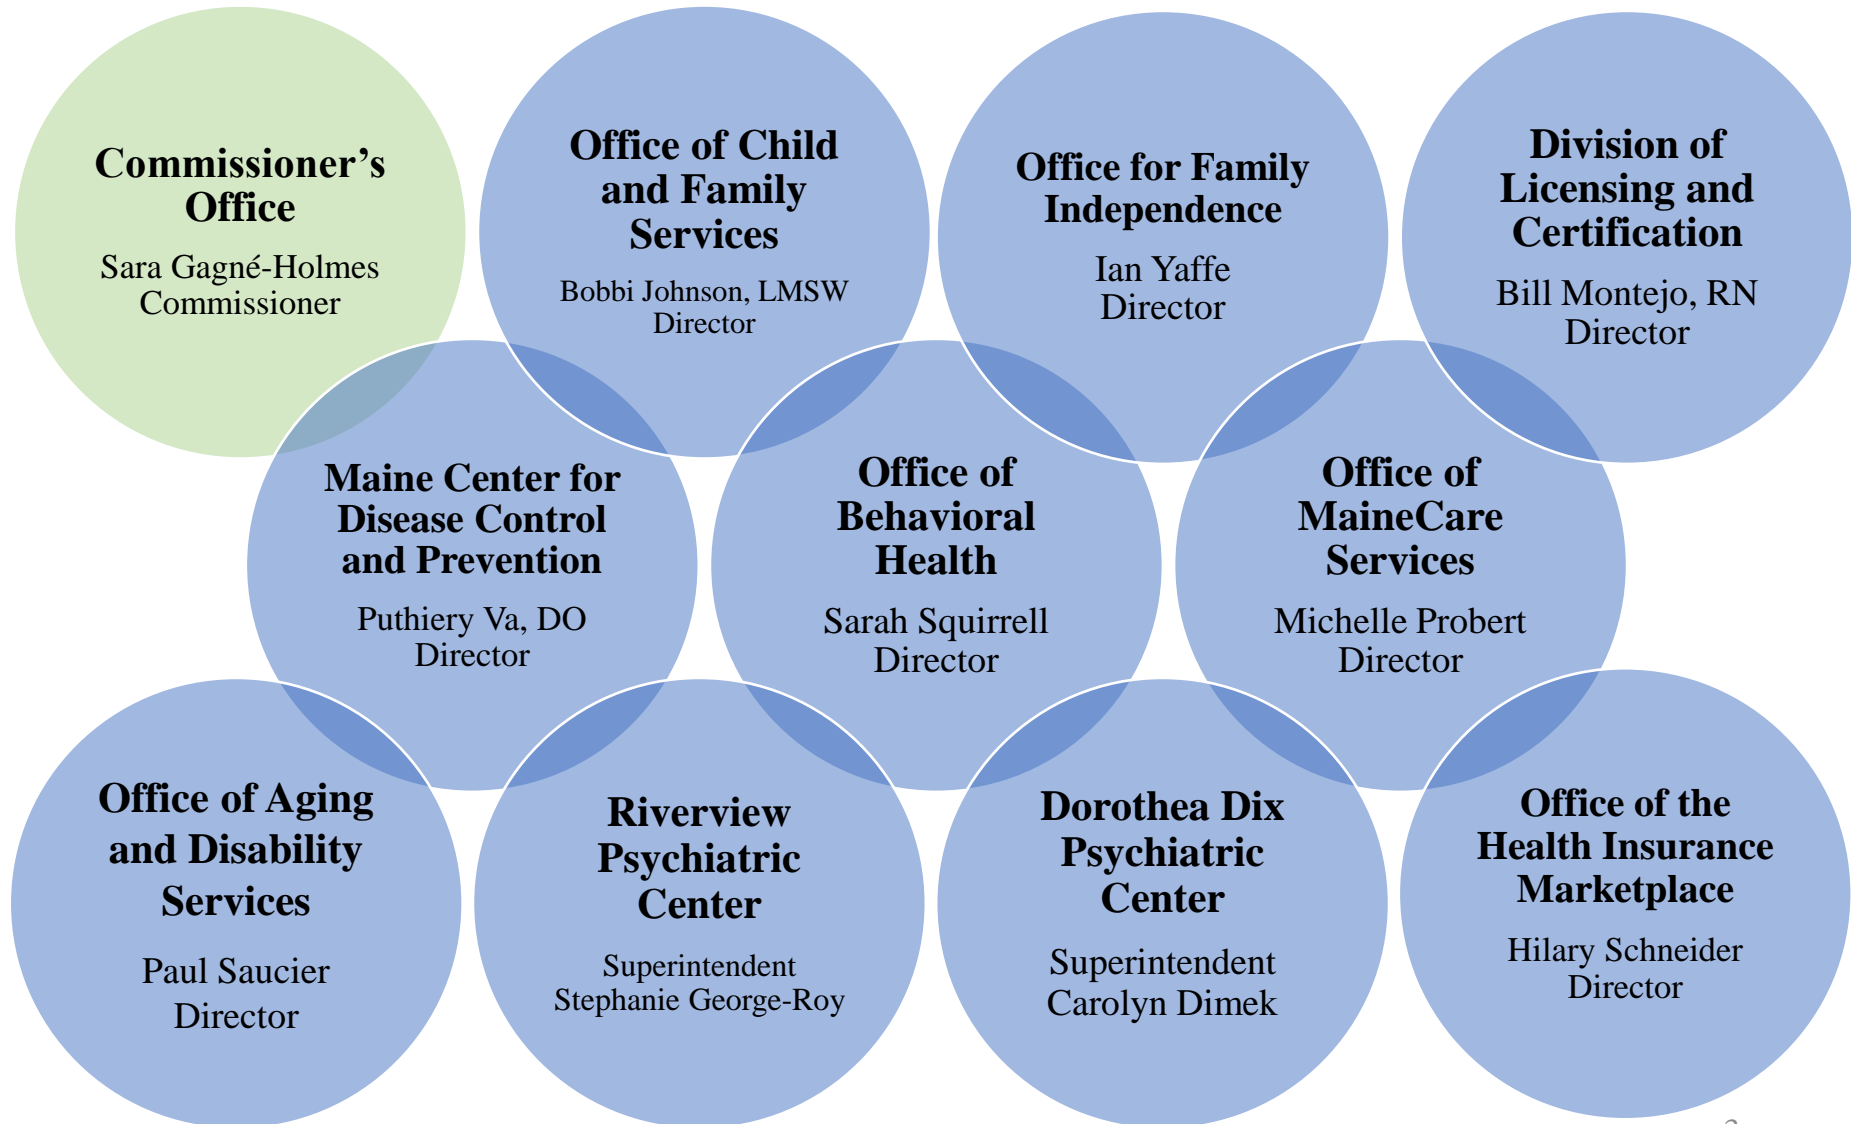 Commissioner’s
Office
Sara Gagné-Holmes
Commissioner
Office of Child
and Family
Services
Bobbi Johnson, LMSW
Director
Office for Family
Independence
Ian Yaffe
Director
Division of
Licensing and
Certification
Bill Montejo, RN
Director
Maine Center for
Disease Control
and Prevention
Puthiery Va, DO
Director
Office of
Behavioral
Health
Sarah Squirrell
Director
Office of
MaineCare
Services
Michelle Probert
Director
Office of Aging
and Disability
Services
Paul Saucier
Director
Riverview
Psychiatric
Center
Superintendent
Stephanie George-Roy
Dorothea Dix
Psychiatric
Center
Superintendent
Carolyn Dimek
Office of the
Health Insurance
Marketplace
Hilary Schneider
Director